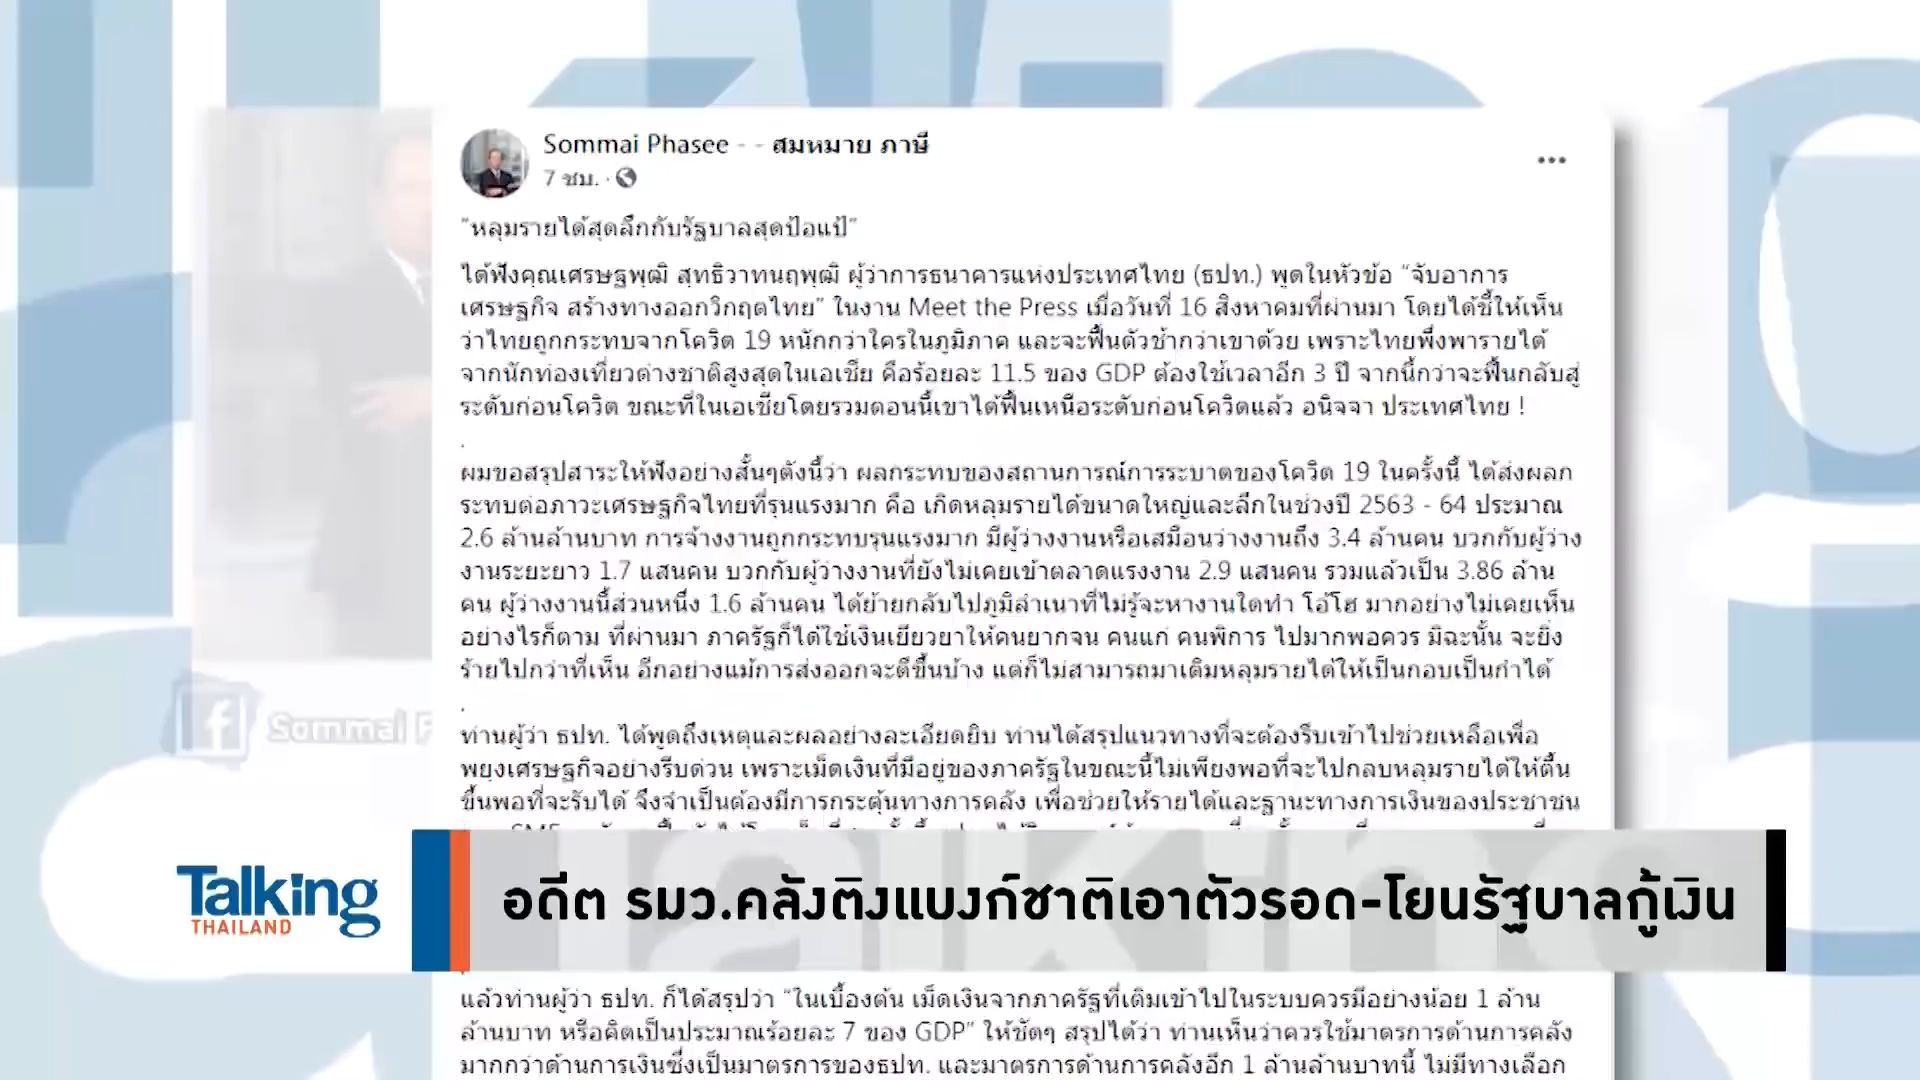 Sommai Phasee - - สมหมาย ภาษี
7 ชม. ·
"หลุมรายได้สุดลึกกับรัฐบาลสุดป้อแป้"
ได้ฟังคุณเศรษฐพุฒิ สุทธิวาทนฤพุฒิ ผู้ว่าการธนาคารแห่งประเทศไทย (ธปท.) พูดในหัวข้อ "จับอาการ
เศรษฐกิจ สร้างทางออกวิกฤตไทย" ในงาน Meet the Press เมื่อวันที่ 16 สิงหาคมที่ผ่านมา โดยได้ชี้ให้เห็น
ว่าไทยถูกกระทบจากโควิด 19 หนักกว่าใครในภูมิภาค และจะฟื้นตัวช้ากว่าเขาด้วย เพราะไทยพึ่งพารายได้
จากนักท่องเที่ยวต่างชาติสูงสุดในเอเชีย คือร้อยละ 11.5 ของ GDP ต้องใช้เวลาอีก 3 ปี จากนี้กว่าจะฟื้นกลับสู่
ระดับก่อนโควิด ขณะที่ในเอเชียโดยรวมตอนนี้เขาได้ฟื้นเหนือระดับก่อนโควิดแล้ว อนิจจา ประเทศไทย !
.
ผมขอสรุปสาระให้ฟังอย่างสั้นๆดังนี้ว่า ผลกระทบของสถานการณ์การระบาดของโควิด 19 ในครั้งนี้ ได้ส่งผลก
ระทบต่อภาวะเศรษฐกิจไทยที่รุนแรงมาก คือ เกิดหลุมรายได้ขนาดใหญ่และลึกในช่วงปี 2563 - 64 ประมาณ
2.6 ล้านล้านบาท การจ้างงานถูกกระทบรุนแรงมาก มีผู้ว่างงานหรือเสมือนว่างงานถึง 3.4 ล้านคน บวกกับผู้ว่าง
งานระยะยาว 1.7 แสนคน บวกกับผู้ว่างงานที่ยังไม่เคยเข้าตลาดแรงงาน 2.9 แสนคน รวมแล้วเป็น 3.86 ล้าน
คน ผู้ว่างงานนี้ส่วนหนึ่ง 1.6 ล้านคน ได้ย้ายกลับไปภูมิลำเนาที่ไม่รู้จะหางานใดทำ โอ้โฮ มากอย่างไม่เคยเห็น
อย่างไรก็ตาม ที่ผ่านมา ภาครัฐก็ได้ใช้เงินเยียวยาให้คนยากจน คนแก่ คนพิการ ไปมากพอควร มิฉะนั้น จะยิ่ง
ร้ายไปกว่าที่เห็น อีกอย่างแม้การส่งออกจะดีขึ้นบ้าง แต่ก็ไม่สามารถมาเติมหลุมรายได้ให้เป็นกอบเป็นกำได้
.
ท่านผู้ว่า ธปท. ได้พูดถึงเหตุและผลอย่างละเอียดยิบ ท่านได้สรุปแนวทางที่จะต้องรีบเข้าไปช่วยเหลือเพื่อ
พยุงเศรษฐกิจอย่างรีบด่วน เพราะเม็ดเงินที่มีอยู่ของภาครัฐในขณะนี้ไม่เพียงพอที่จะไปกลบหลุมรายได้ให้ตื้น
ขึ้นพอที่จะรับได้ จึงจำเป็นต้องมีการกระตุ้นทางการคลัง เพื่อช่วยให้รายได้และฐานะทางการเงินของประชาชน
Sommai P
Talking
THAILAND
อดีต รมว.คลังติงแบงก์ชาติเอาตัวรอด-โยนรัฐบาลกู้เงิน
แล้วท่านผู้ว่า ธปท. ก็ได้สรุปว่า "ในเบื้องต้น เม็ดเงินจากภาครัฐที่เติมเข้าไปในระบบควรมีอย่างน้อย 1 ล้าน
ล้านบาท หรือคิดเป็นประมาณร้อยละ 7 ของ GDP" ให้ชัดๆ สรุปได้ว่า ท่านเห็นว่าควรใช้มาตรการด้านการคลัง
มากกว่าด้านการเงินซึ่งเป็นมาตรการของธปท. และมาตรการด้านการคลังอีก 1 ล้านล้านบาทนี้ ไม่มีทางเลือก